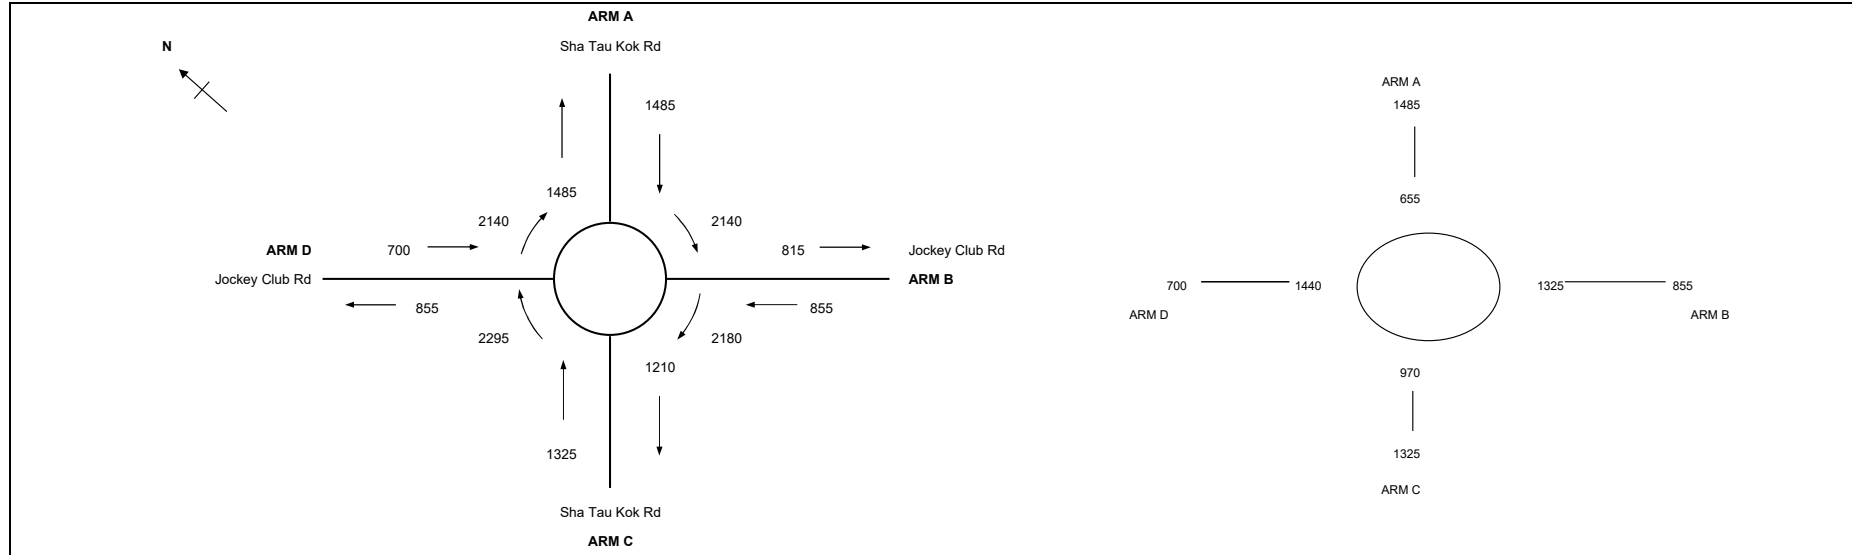 ARM A
Sha Tau Kok Rd
N
1485
1485
2140
2140
ARM D
700
815
Jockey Club Rd
Jockey Club Rd
ARM B
855
855
2295
2180
1210
1325
Sha Tau Kok Rd
ARM C
ARM A
1485
655
700
1440
1325
855
ARM D
ARM B
970
1325
ARM C